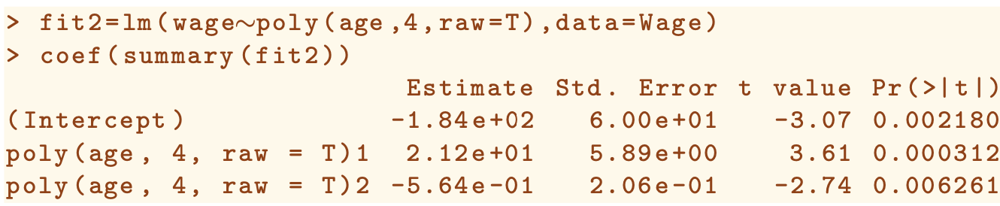 > fit2=lm(wage∼poly(age,4,raw=T),data=Wage)
> coef(summary(fit2))
Estimate Std. Error t value Pr(>|t|)
(Intercept) -1.84e+02 6.00e+01 -3.07 0.002180
poly(age, 4, raw = T)1 2.12e+01 5.89e+00 3.61 0.000312
poly(age, 4, raw = T)2 -5.64e-01 2.06e-01 -2.74 0.006261